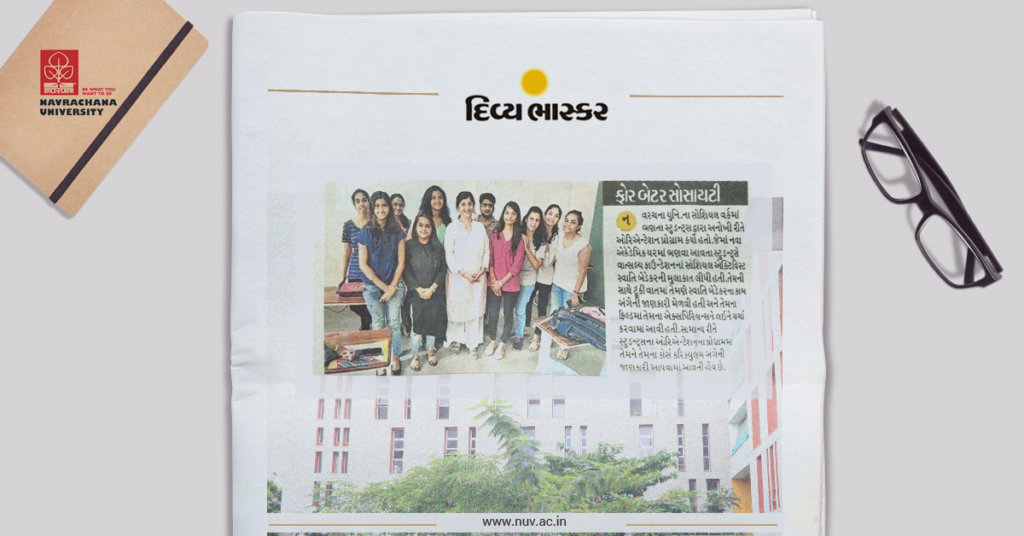 નવરચના
BE WHAT YOU
WANT TO BE
NAVRACHANA
UNIVERSITY
દિવ્ય ભાસ્કર
ફોર બેટર સોસાયટી
નવરચના યુનિ.ના સોશિયલ વર્કમાં
ભણતા સ્ટુડન્ટ્સ દ્વારા અનોખી રીતે
ઓરિએન્ટેશન પ્રોગ્રામ કર્યો હતો. જેમાં નવા
એકેડેમિક યરમાં ભણવા આવતા સ્ટુડન્ટ્સે
વાત્સલ્ય ફાઉન્ડેશનનાં સોશિયલ એક્ટિવિસ્ટ
સ્વાતિ બેડેકરની મુલાકાત લીધી હતી. તેમની
સાથે ટૂંકી વાતમાં તેમણે સ્વાતિ બેડેકરના કામ
અંગેની જાણકારી મેળવી હતી અને તેમના
ફિલ્ડમાં તેમના એક્સપિરિયન્સને લઇને ચર્ચા
કરવામાં આવી હતી. સામાન્ય રીતે
સ્ટુડન્ટ્સના ઓરિએન્ટેશનના પ્રોગ્રામમાં
તેમને તેમના કોર્સ કરિક્યુલમ અંગેની
જાણકારી આપવામાં આવતી હોય છે.
www.nuv.ac.in